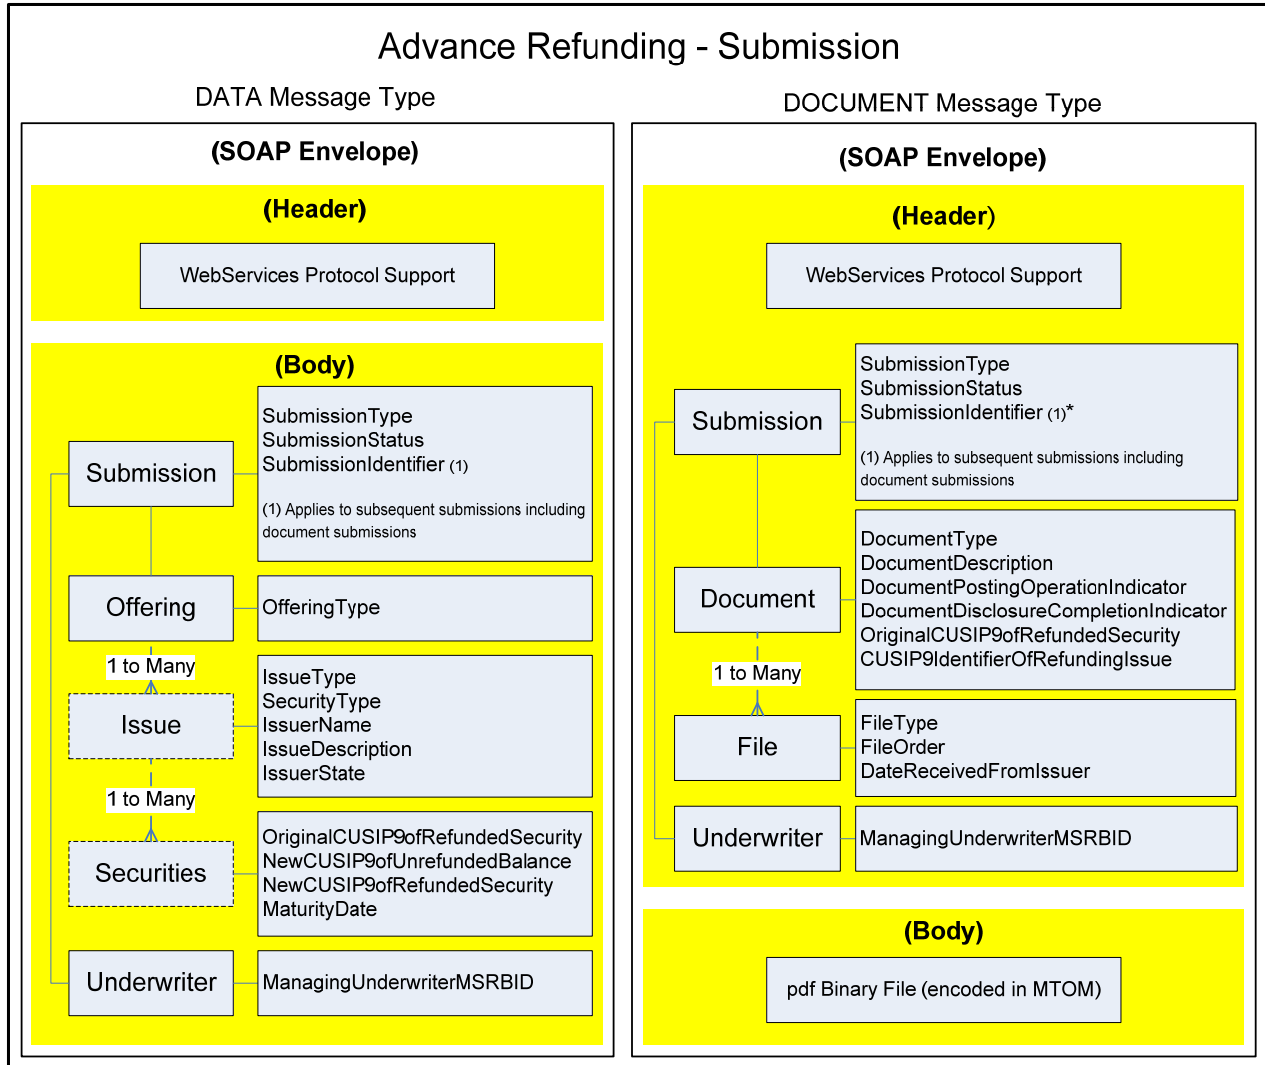 Advance Refunding - Submission
DATA Message Type
(SOAP Envelope)
(Header)
WebServices Protocol Support
(Body)
Submission
SubmissionType
SubmissionStatus
SubmissionIdentifier (1)
(1) Applies to subsequent submissions including
document submissions
Offering
OfferingType
1 to Many
Issue
IssueType
SecurityType
IssuerName
IssueDescription
IssuerState
1 to Many
Securities
OriginalCUSIP9ofRefundedSecurity
NewCUSIP9ofUnrefundedBalance
NewCUSIP9ofRefundedSecurity
MaturityDate
Underwriter
ManagingUnderwriterMSRBID
DOCUMENT Message Type
(SOAP Envelope)
(Header)
WebServices Protocol Support
Submission
SubmissionType
SubmissionStatus
SubmissionIdentifier (1)*
(1) Applies to subsequent submissions including
document submissions
Document
DocumentType
DocumentDescription
DocumentPostingOperationIndicator
DocumentDisclosureCompletionIndicator
OriginalCUSIP9ofRefundedSecurity
CUSIP9IdentifierOfRefundingIssue
1 to Many
File
FileType
FileOrder
DateReceivedFromIssuer
Underwriter
ManagingUnderwriterMSRBID
(Body)
pdf Binary File (encoded in MTOM)